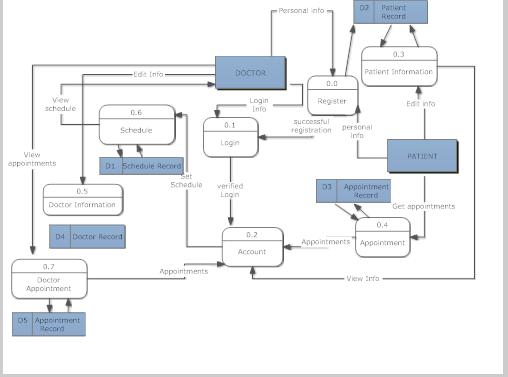 D2 Patient Record
Personal info
0.3
Patient Information
DOCTOR
Edit Info
0.0
Register
View schedule
Login Info
Edit info
0.6
Schedule
0.1
Login
successful registration
personal info
PATIENT
View appointments
D1 Schedule Record
Set Schedule
verified Login
D3 Appointment Record
0.5
Doctor Information
Get appointments
D4 Doctor Record
0.2
Account
Appointments
0.4
Appointment
0.7
Doctor Appointment
Appointments
View Info
D5 Appointment Record